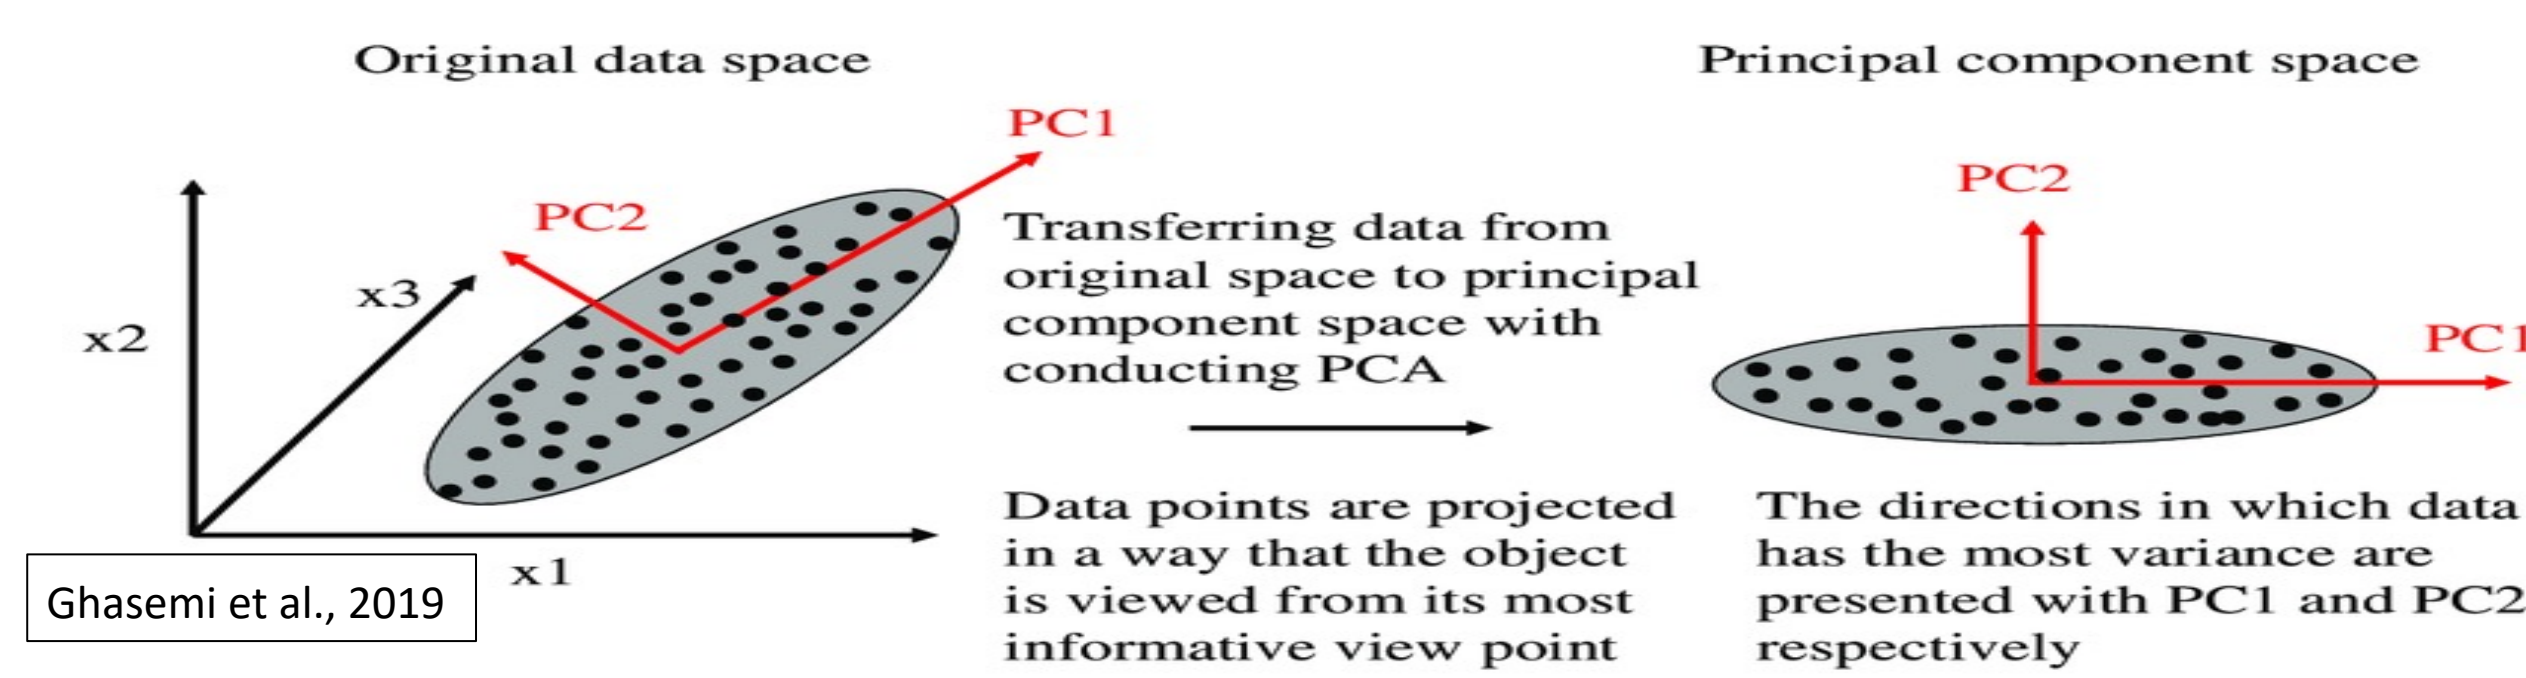 Original data space
PC1
PC2
x3
x2
x1
Ghasemi et al., 2019
Transferring data from
original space to principal
component space with
conducting PCA
Data points are projected
in a way that the object
is viewed from its most
informative view point
Principal component space
PC2
PC1
The directions in which data
has the most variance are
presented with PC1 and PC2
respectively